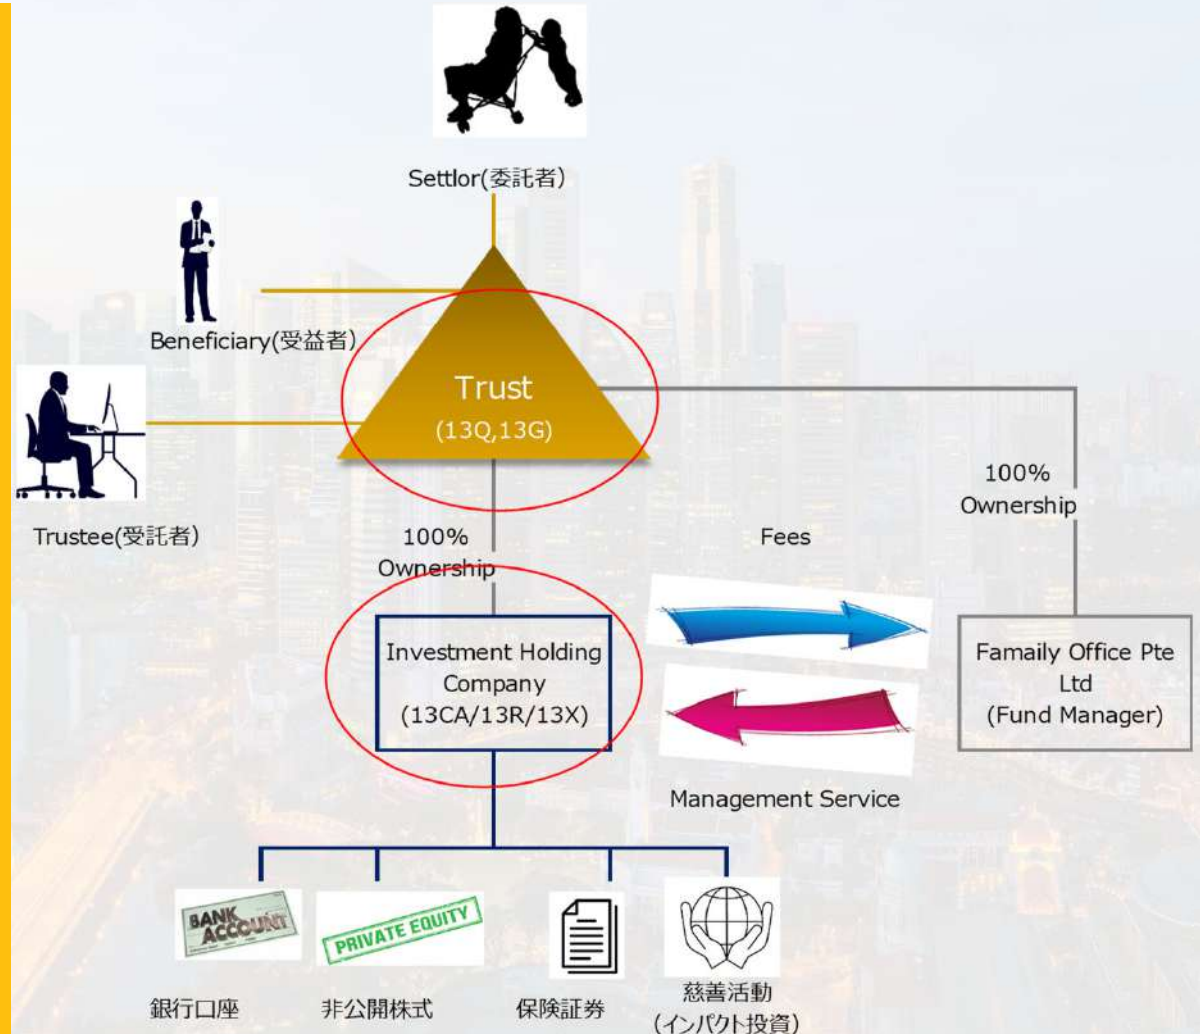 Settlor(委託者）
Beneficiary(受益者）
Trust
(13Q,13G)
Trustee(受託者）
100%
Ownership
Fees
100%
Ownership
Investment Holding
Company
(13CA/13R/13X)
Famaily Office Pte
Ltd
(Fund Manager)
Management Service
BANK
ACCOUNT
PRIVATE EQUITY
銀行口座
非公開株式
保険証券
慈善活動
(インパクト投資）